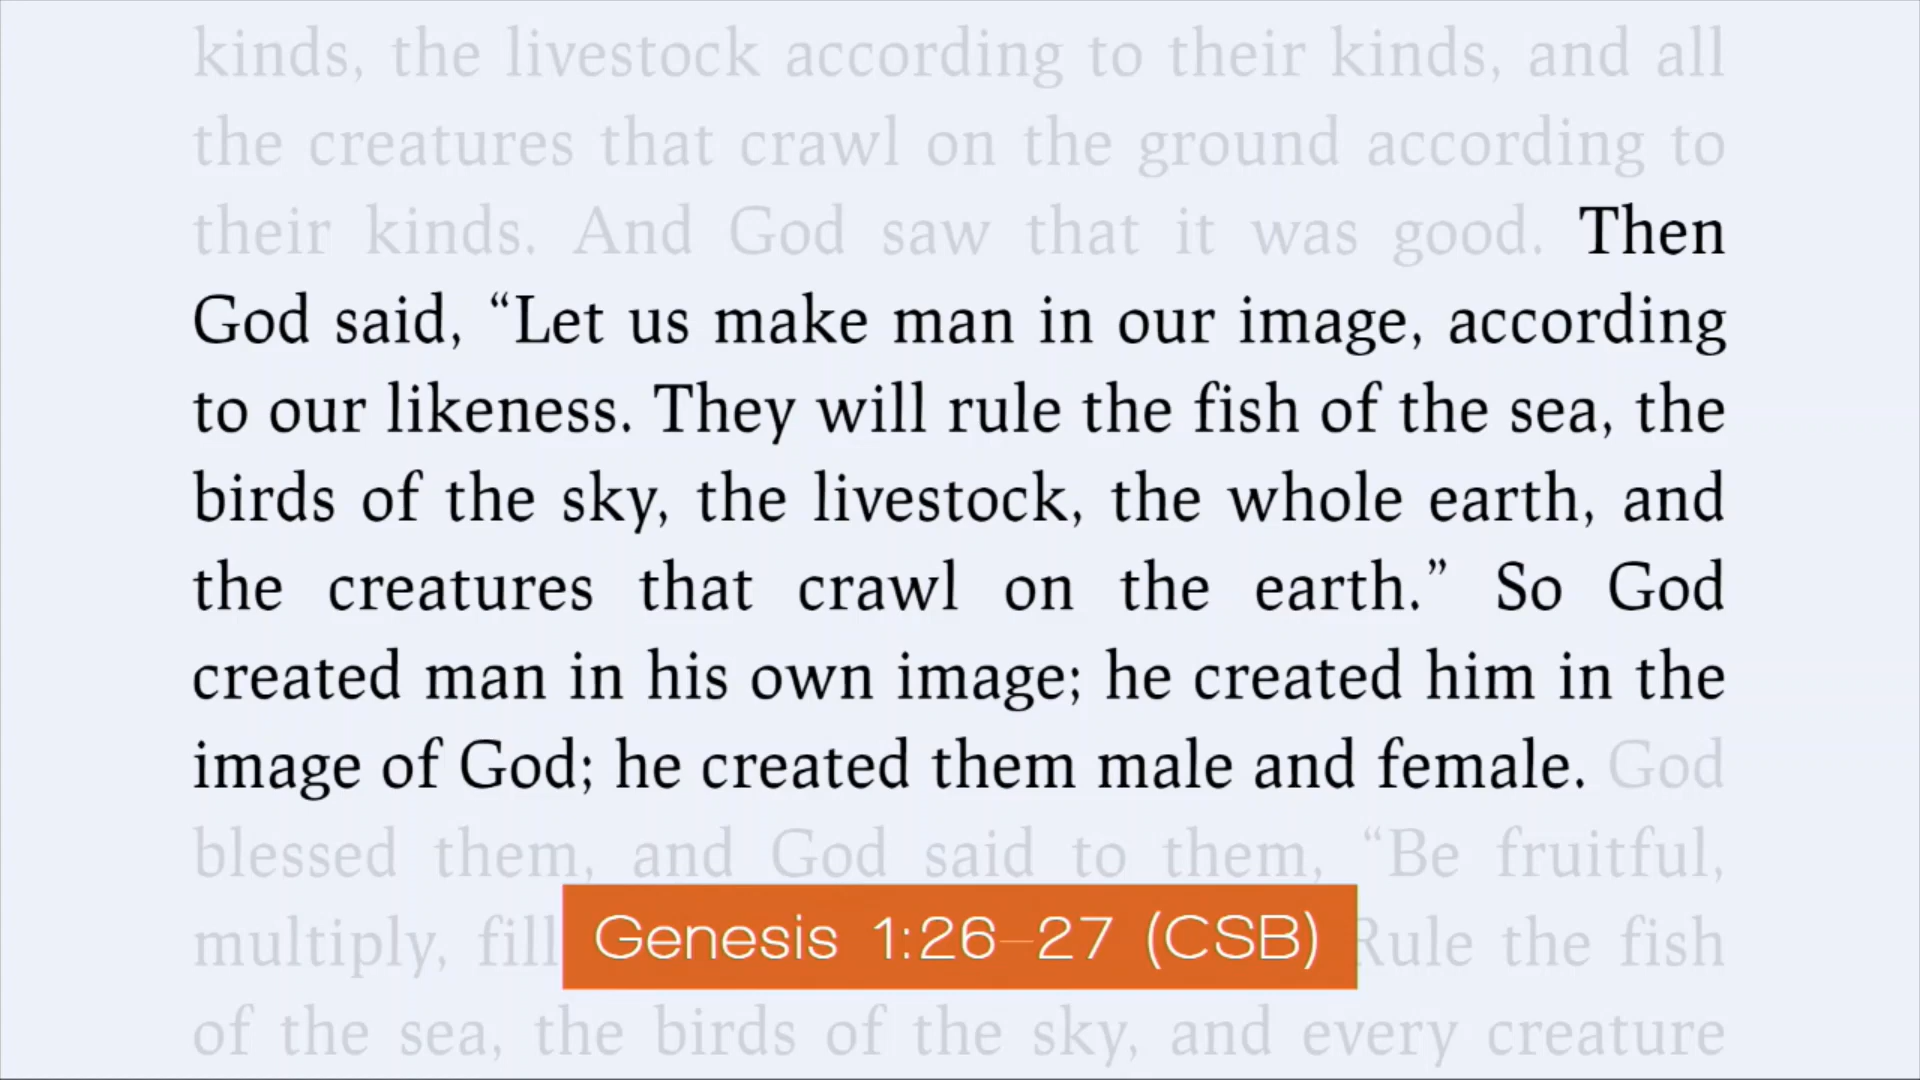 kinds, the livestock according to their kinds, and all
the creatures that crawl on the ground according to
their kinds. And God saw that it was good. Then
God said, “Let us make man in our image, according
to our likeness. They will rule the fish of the sea, the
birds of the sky, the livestock, the whole earth, and
the creatures that crawl on the earth.” So God
created man in his own image; he created him in the
image of God; he created them male and female. God
blessed them, and God said to them, “Be fruitful,
multiply, fill Rule the fish
Genesis 1:26–27 (CSB)
of the sea, the birds of the sky, and every creature